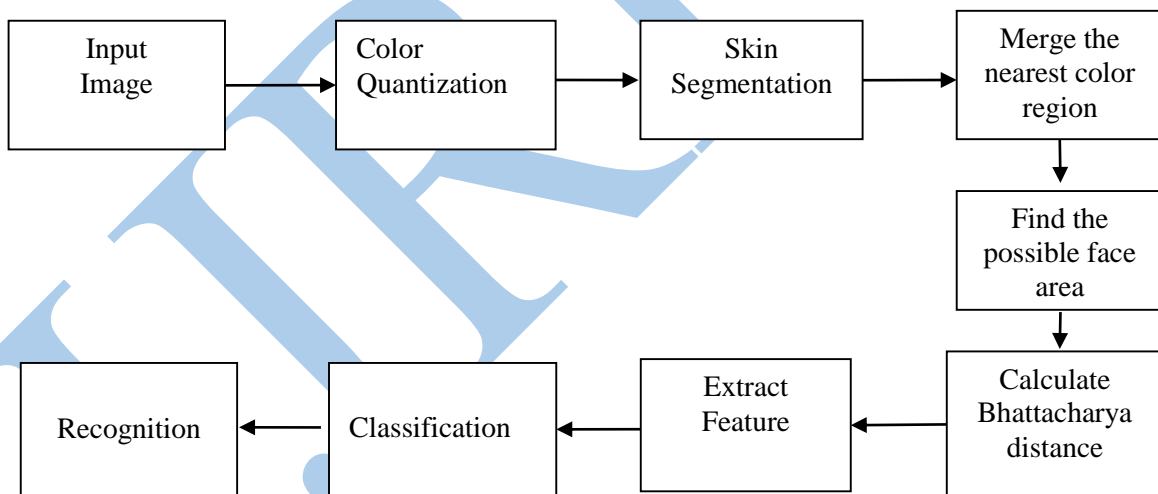 Input
Image
Color
Quantization
Skin
Segmentation
Merge the
nearest color
region
Find the
possible face
area
Calculate
Bhattacharya
distance
Extract
Feature
Classification
Recognition